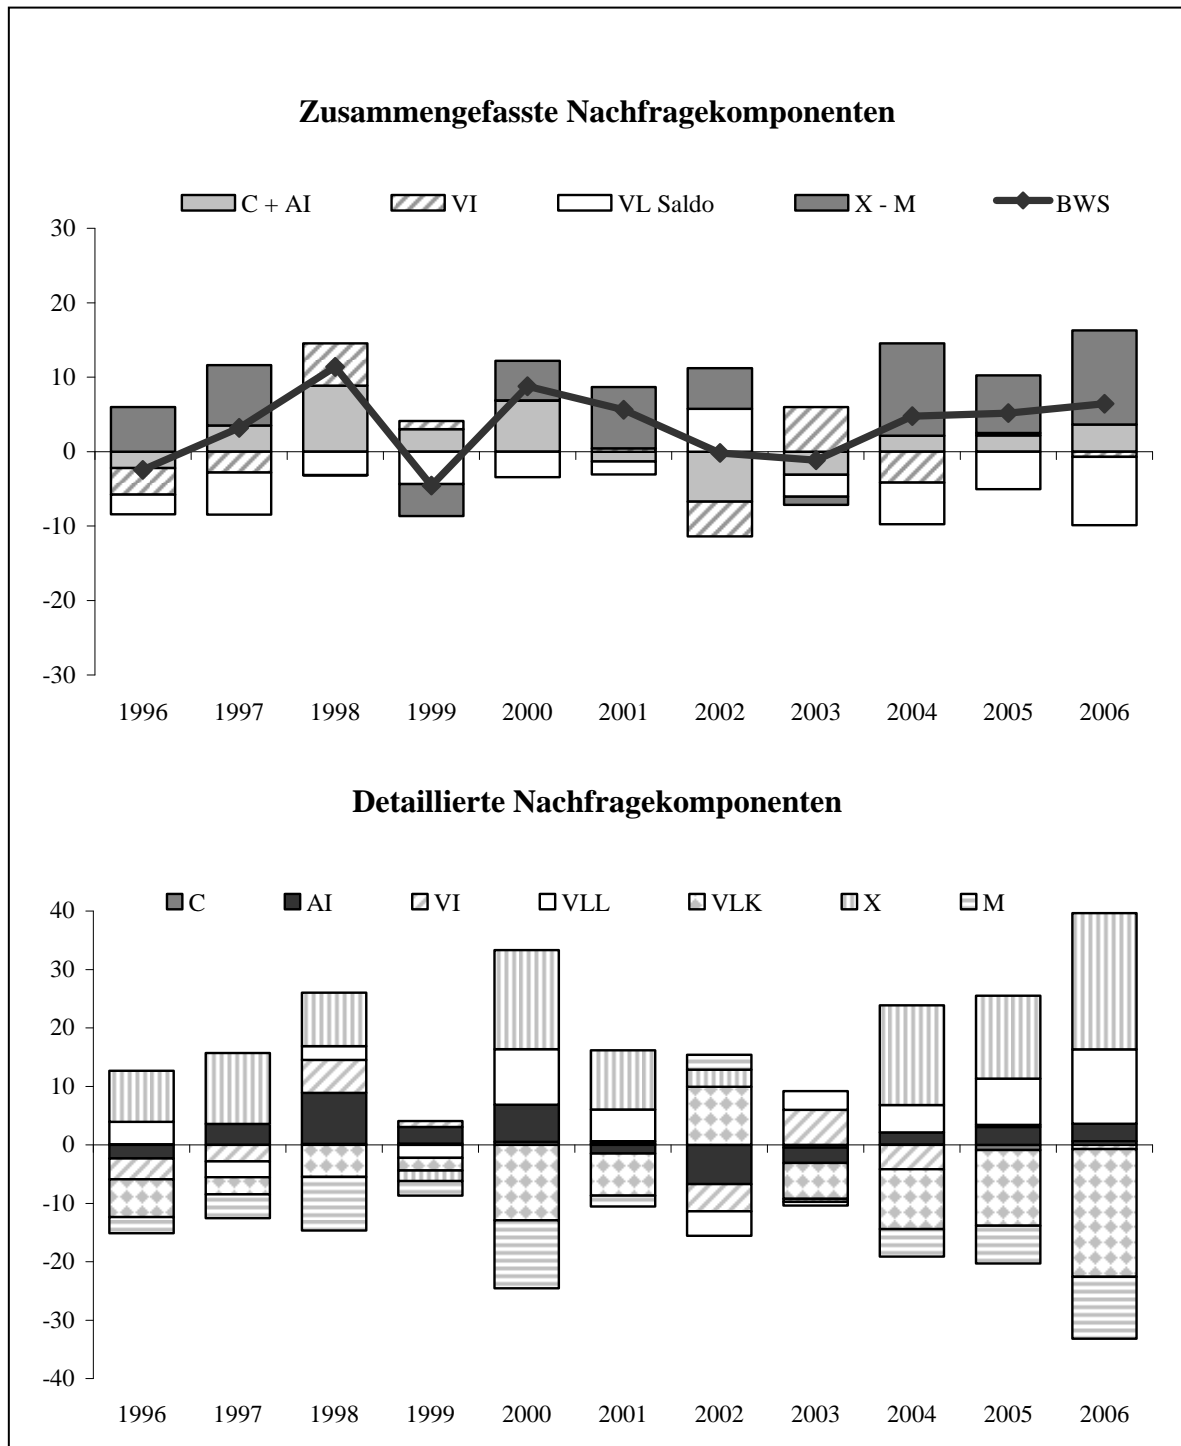 Zusammengefasste Nachfragekomponenten
C + AI VI VL Saldo X - M BWS
30
20
10
0
-10
-20
-30
1996 1997 1998 1999 2000 2001 2002 2003 2004 2005 2006
Detaillierte Nachfragekomponenten
C AI VI VLL VLK X M
40
30
20
10
0
-10
-20
-30
-40
1996 1997 1998 1999 2000 2001 2002 2003 2004 2005 2006